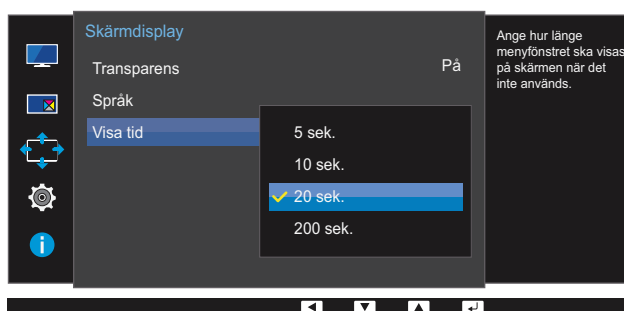 Skärmdisplay
Transparens På
Språk
Visa tid
5 sek.
10 sek.
20 sek.
200 sek.
Ange hur länge
menyfönstret ska visas
på skärmen när det
inte används.